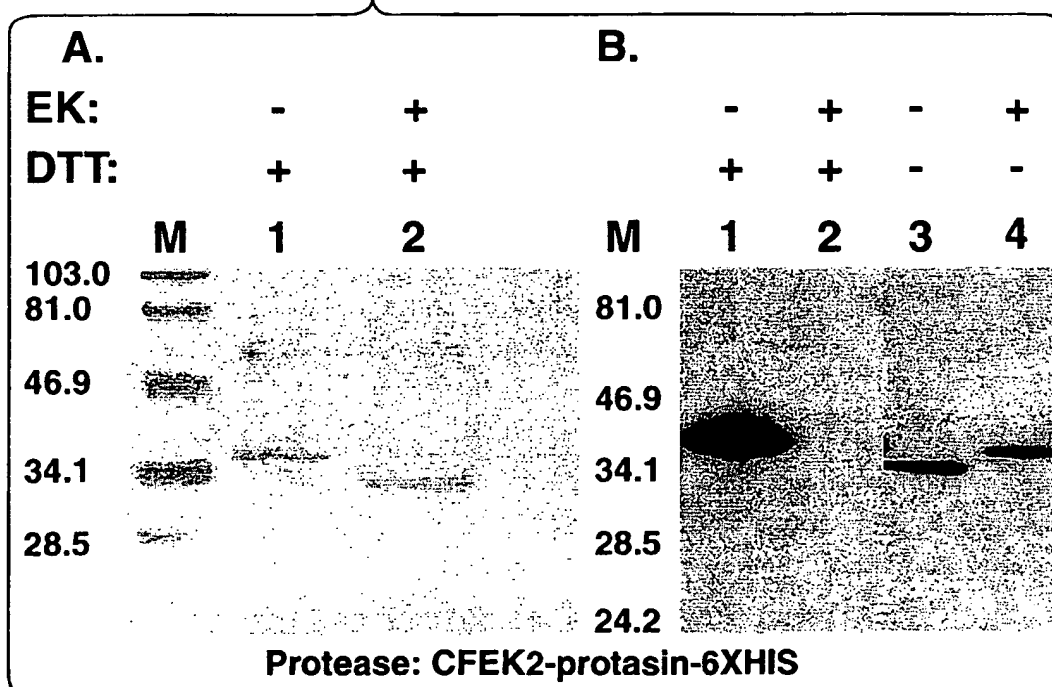 A. B.
EK: - + - + - +
DTT: + + + + - -
M 1 2 M 1 2 3 4
103.0
81.0 81.0
46.9 46.9
34.1 34.1
28.5 28.5
24.2
Protease: CFEK2-protasin-6XHIS